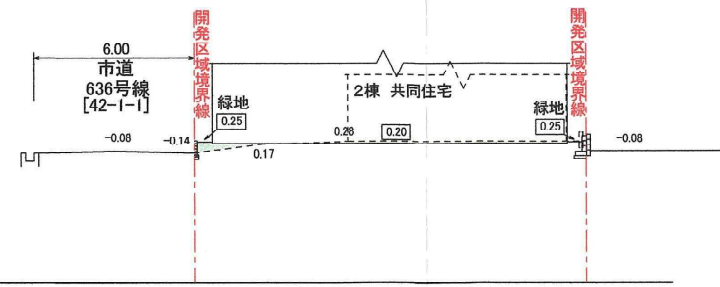 開発区域境界線
開発区域境界線
6.00
市道
636号線
[42-1-1]
2棟 共同住宅
緑地
0.25
緑地
0.25
-0.08
-0.14
0.17
0.28
0.20
-0.08